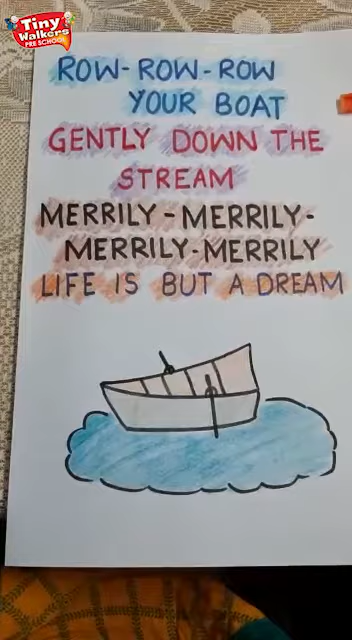 Tiny
Walkers
PRE SCHOOL
ROW-ROW-ROW
YOUR BOAT
GENTLY DOWN THE
STREAM
MERRILY-MERRILY-
MERRILY-MERRILY
LIFE IS BUT A DREAM